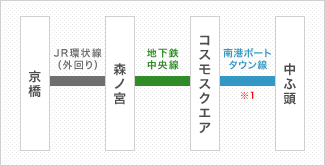 京橋
JR環状線
(外回り)
森ノ宮
地下鉄
中央線
コスモスクエア
南港ポート
タウン線
※1
中ふ頭